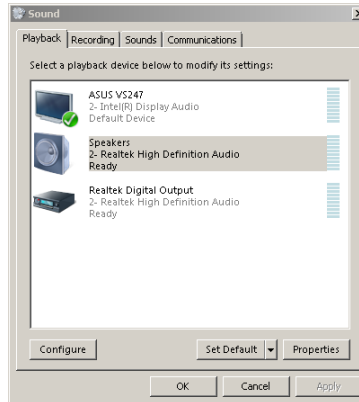 Sound
Playback Recording Sounds Communications
Select a playback device below to modify its settings:
ASUS VS247
2- Intel(R) Display Audio
Default Device
Speakers
2- Realtek High Definition Audio
Ready
Realtek Digital Output
2- Realtek High Definition Audio
Ready
Configure Set Default Properties
OK Cancel Apply